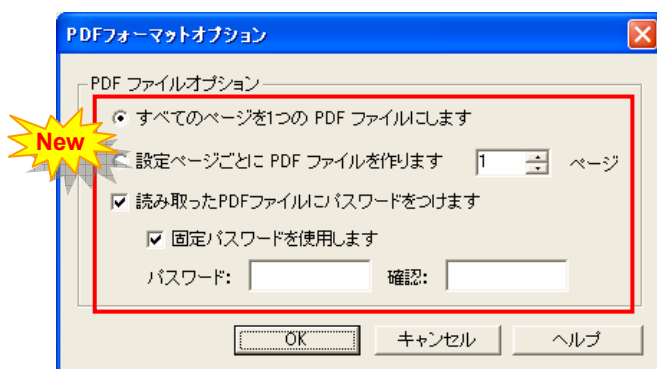 PDFフォーマットオプション
PDF ファイルオプション
すべてのページを1つの PDF ファイルにします
New
設定ページごとに PDF ファイルを作ります 1 ページ
読み取ったPDFファイルにパスワードをつけます
固定パスワードを使用します
パスワード: 確認:
OK キャンセル ヘルプ